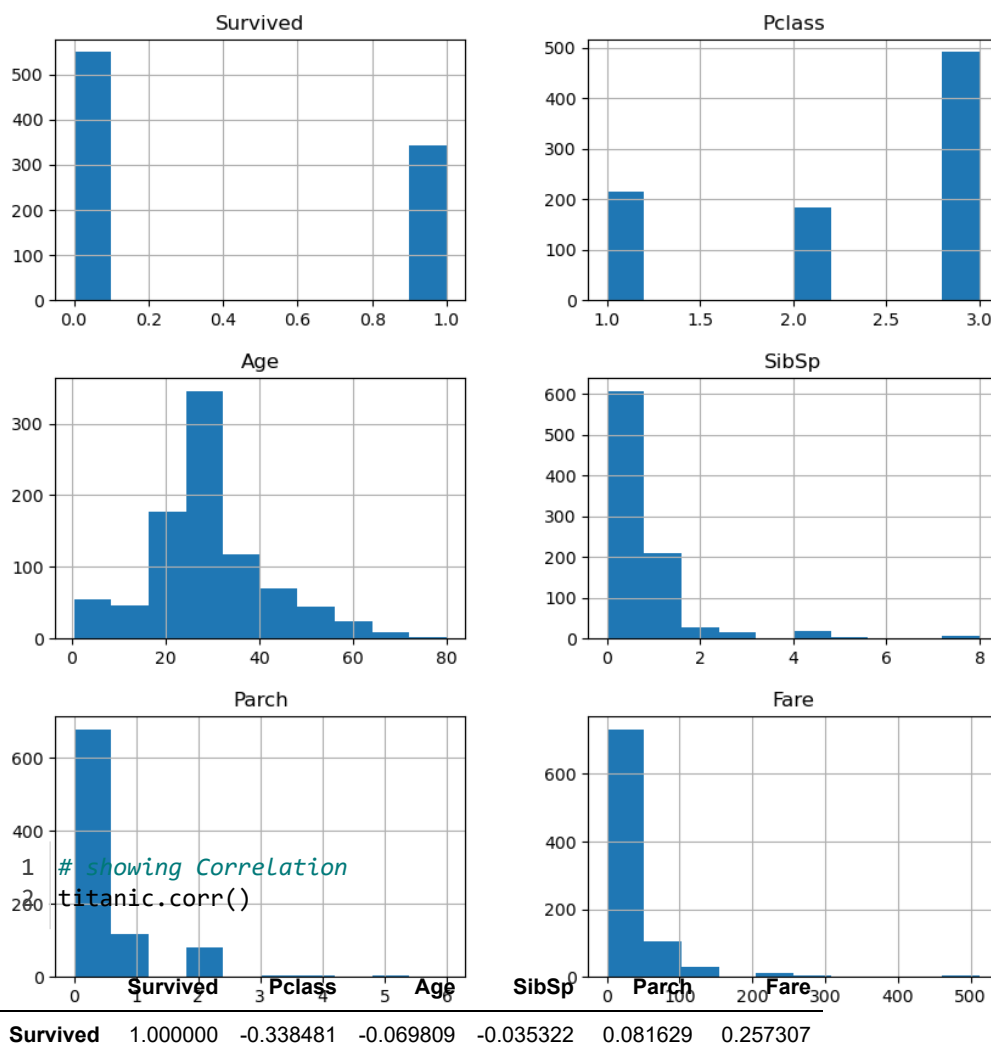 Survived
Pclass
500
400
300
200
100
0
0.0 0.2 0.4 0.6 0.8 1.0
500
400
300
200
100
0
1.0 1.5 2.0 2.5 3.0
Age
SibSp
300
200
100
0
0 20 40 60 80
600
500
400
300
200
100
0
0 2 4 6 8
Parch
Fare
600
400
200
0
0 1 2 3 4 5 6
600
400
200
0
0 100 200 300 400 500
1 # showing Correlation
2 titanic.corr()
Survived Pclass Age SibSp Parch Fare
Survived 1.000000 -0.338481 -0.069809 -0.035322 0.081629 0.257307